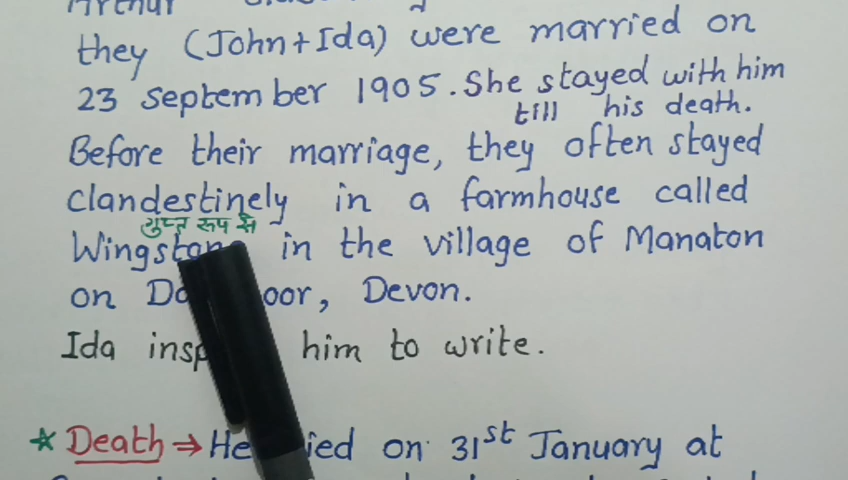 Arthur
they (John+Ida) were married on
23 September 1905. She stayed with him
till his death.
Before their marriage, they often stayed
clandestinely in a farmhouse called
गुप्त रूप से
in the village of Manaton
on Devon.
Ida him to write.
* Death → He on 31st January at